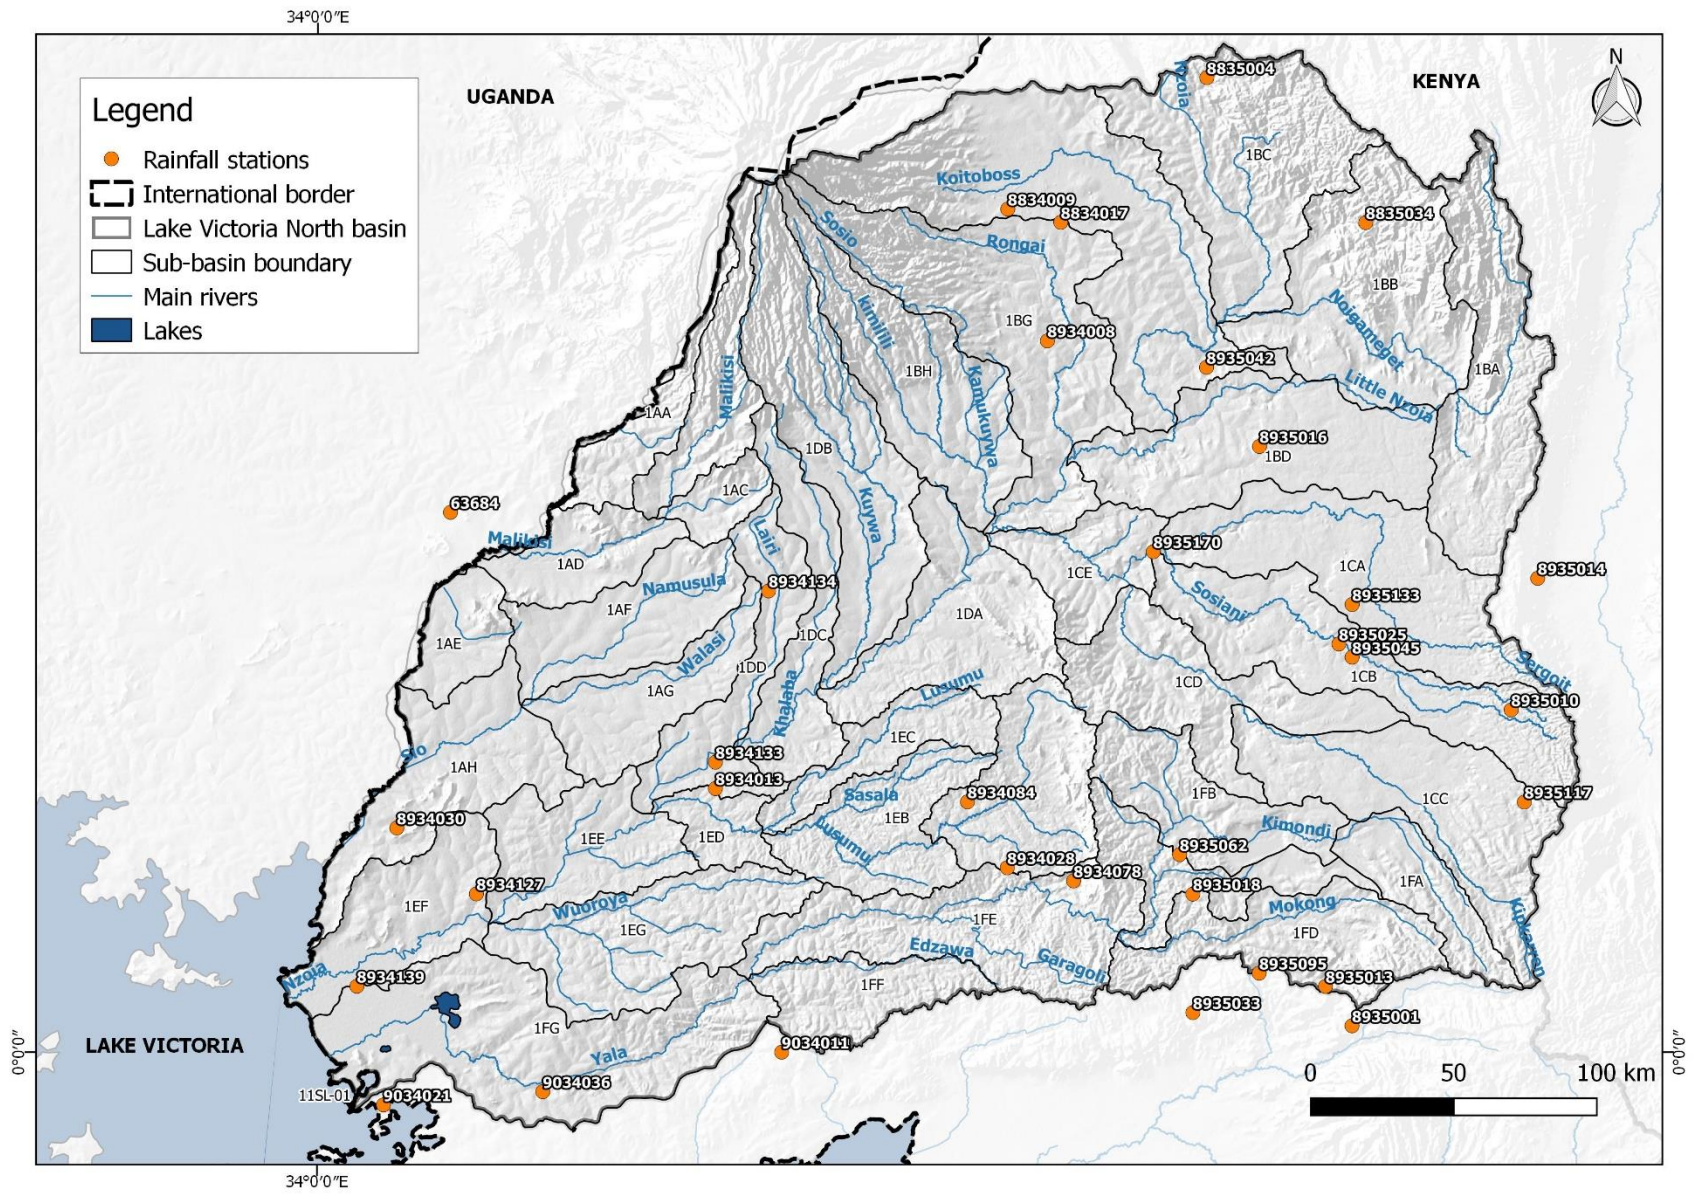 34°0'0"E
UGANDA
KENYA
N
Legend
Rainfall stations
International border
Lake Victoria North basin
Sub-basin boundary
Main rivers
Lakes
8835004
Nzoia
1BC
Koitoboss
8834009
8834017
8835034
Sosio
Rongai
1BB
Noigameget
kimilili
1BG
8934008
8935042
1BH
Malikisi
Kamukuywa
Little Nzoia
1BA
1AA
1DB
8935016
1BD
1AC
63684
Malikisi
Lairi
Kuywa
1AD
8935170
1CE
1CA
8935014
Namusula
8934134
1AF
Sosiani
8935133
1DA
1AE
1DC
8935025
8935045
Walasi
1DD
1AG
Khalaba
Lusumu
1CD
1CB
Sergoit
8935010
Sio
1EC
8934133
1AH
8934013
Sasala
8934084
1FB
1CC
8935117
8934030
1EE
1ED
Lusumu
1EB
Kimondi
8935062
8934028
8934078
8934127
8935018
1FA
1EF
Wuoroya
1FE
Mokong
Kipkarren
1EG
Edzawa
Garagoli
1FD
Nzoia
8934139
1FF
8935095
8935013
8935033
8935001
1FG
LAKE VICTORIA
Yala
9034011
0°0'0"
0°0'0"
9034036
11SL-01
9034021
0 50 100 km
34°0'0"E